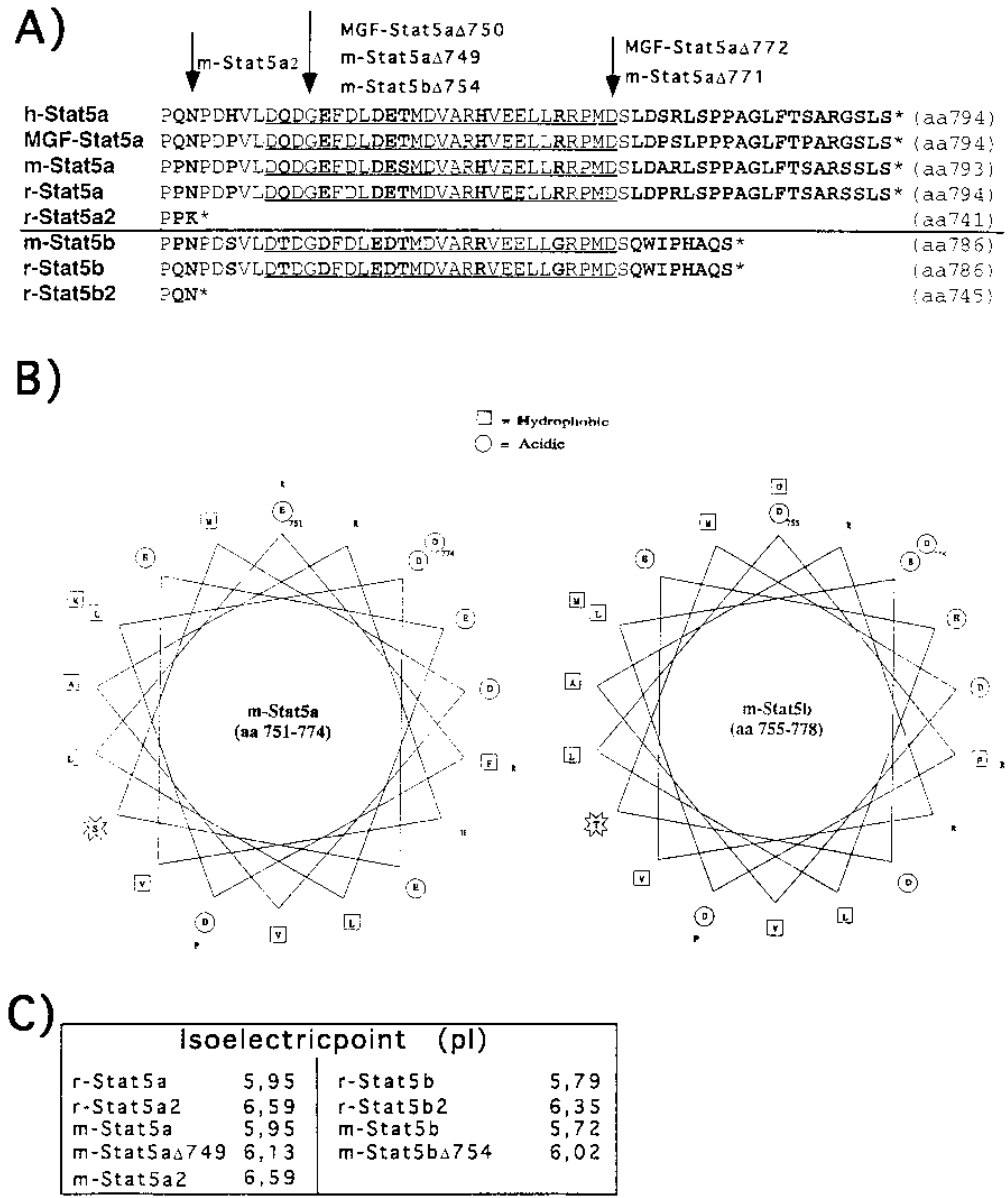 A)
MGF-Stat5aΔ750
m-Stat5a2 m-Stat5aΔ749 MGF-Stat5aΔ772
m-Stat5bΔ754 m-Stat5aΔ771
h-Stat5a PQNPDHVLDQDGEFDLDETMDVARHVEELLRRPMDSLDSRLSPPAGLFTSARGSLS* (aa794)
MGF-Stat5a PQNPDPVLDQDGEFDLDETMDVARHVEELLRRPMDSLDPSLPPPAGLFTPARGSLS* (aa794)
m-Stat5a PPNPDPVLDQDGEFDLDESMDVARHVEELLRRPMDSLDARLSPPAGLFTSARSSLS* (aa793)
r-Stat5a PPNPDPVLDQDGEFDLDETMDVARHVEELLRRPMDSLDPRLSPPAGLFTSARSSLS* (aa794)
r-Stat5a2 PPK* (aa741)
m-Stat5b PPNPDSVLDTDGDFDLEDTMDVARRVEELLGRPMDSQWIPHAQS* (aa786)
r-Stat5b PQNPDSVLDTDGDFDLEDTMDVARRVEELLGRPMDSQWIPHAQS* (aa786)
r-Stat5b2 PQN* (aa745)
B)
= Hydrophobic
= Acidic
m-Stat5a
(aa 751-774)
m-Stat5b
(aa 755-778)
C)
Isoelectricpoint (pI)
r-Stat5a 5,95 r-Stat5b 5,79
r-Stat5a2 6,59 r-Stat5b2 6,35
m-Stat5a 5,95 m-Stat5b 5,72
m-Stat5aΔ749 6,13 m-Stat5bΔ754 6,02
m-Stat5a2 6,59